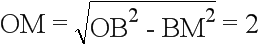 OM = √(OB² - BM²) = 2